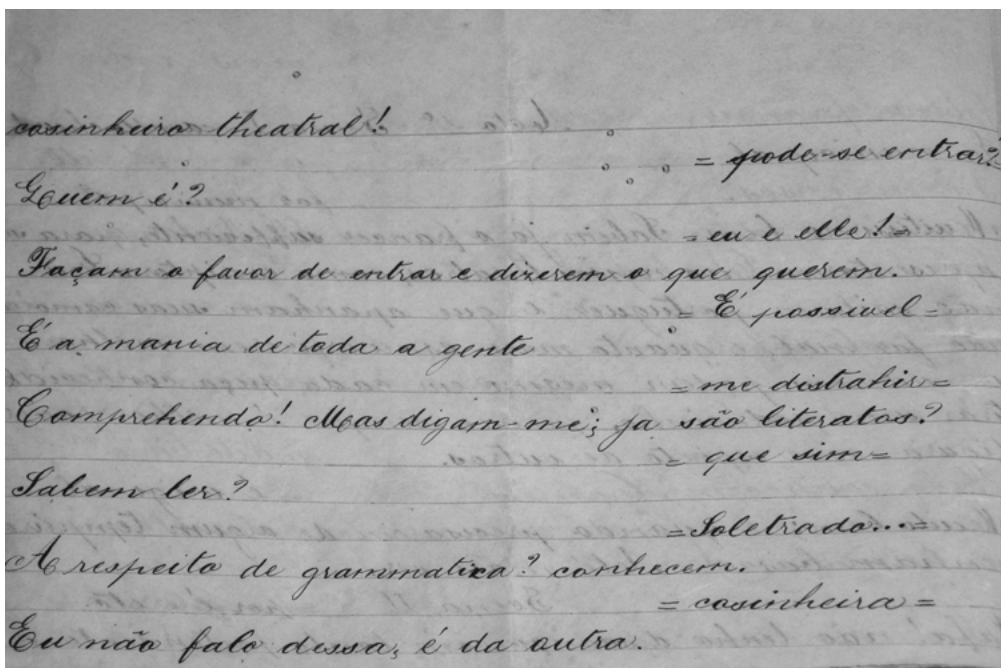 cosinheiro theatral!
= pode-se entrar?=
Quem é?
= eu e elle!=
Façam o favor de entrar e dizerem o que querem.
= É possivel=
É a mania de toda a gente
= me distrahir=
Comprehendo! Mas digam-me; ja são literatos?
= que sim=
Sabem ler?
= Soletrado...=
A respeito de grammatica? conhecem.
= cosinheira =
Eu não falo dessa, é da outra.